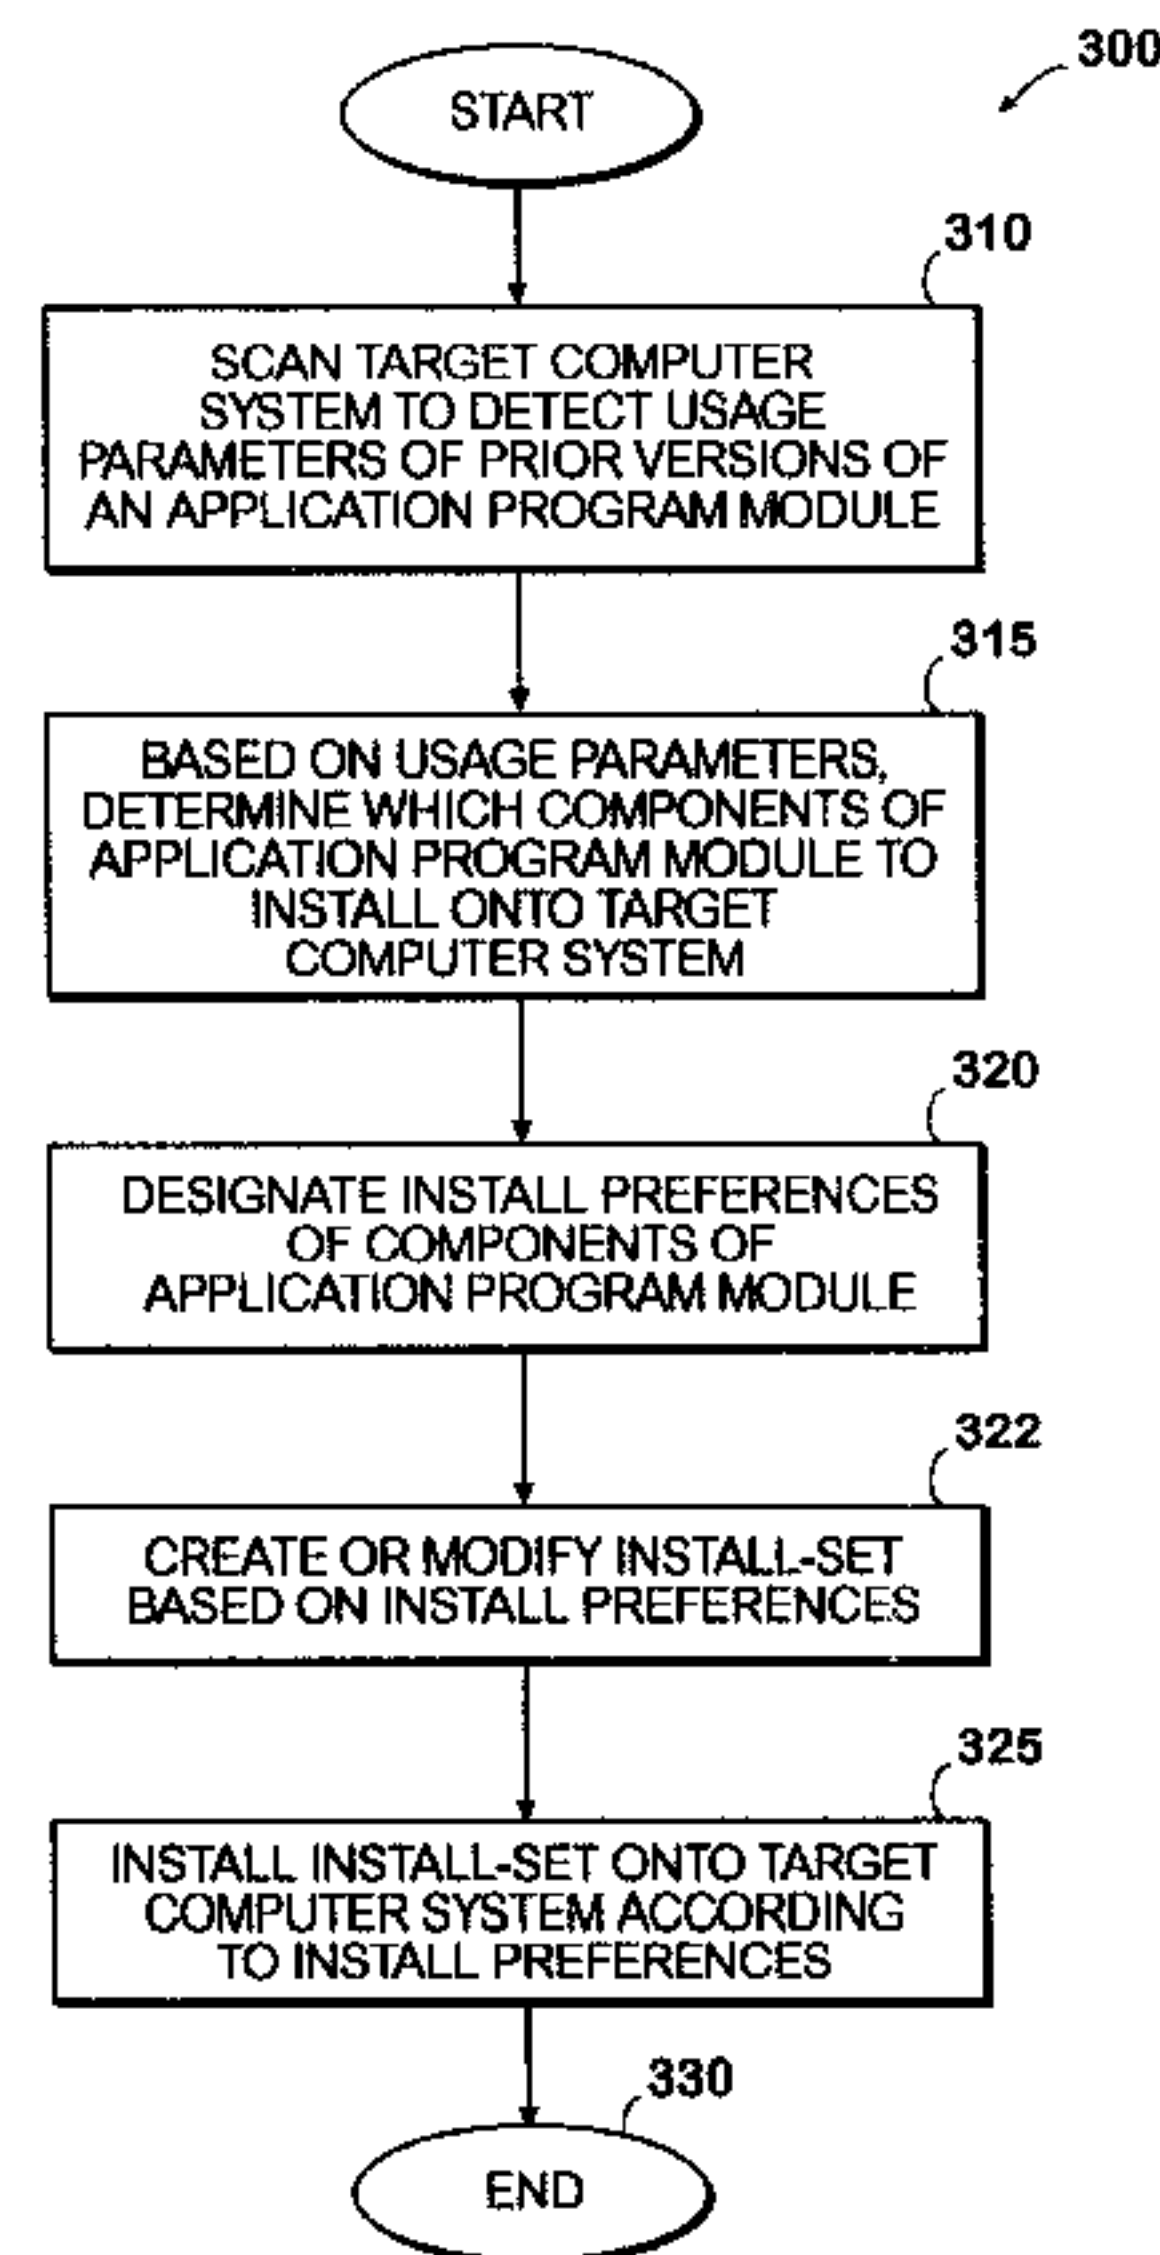 300
START
310
SCAN TARGET COMPUTER
SYSTEM TO DETECT USAGE
PARAMETERS OF PRIOR VERSIONS OF
AN APPLICATION PROGRAM MODULE
315
BASED ON USAGE PARAMETERS,
DETERMINE WHICH COMPONENTS OF
APPLICATION PROGRAM MODULE TO
INSTALL ONTO TARGET
COMPUTER SYSTEM
320
DESIGNATE INSTALL PREFERENCES
OF COMPONENTS OF
APPLICATION PROGRAM MODULE
322
CREATE OR MODIFY INSTALL-SET
BASED ON INSTALL PREFERENCES
325
INSTALL INSTALL-SET ONTO TARGET
COMPUTER SYSTEM ACCORDING
TO INSTALL PREFERENCES
330
END